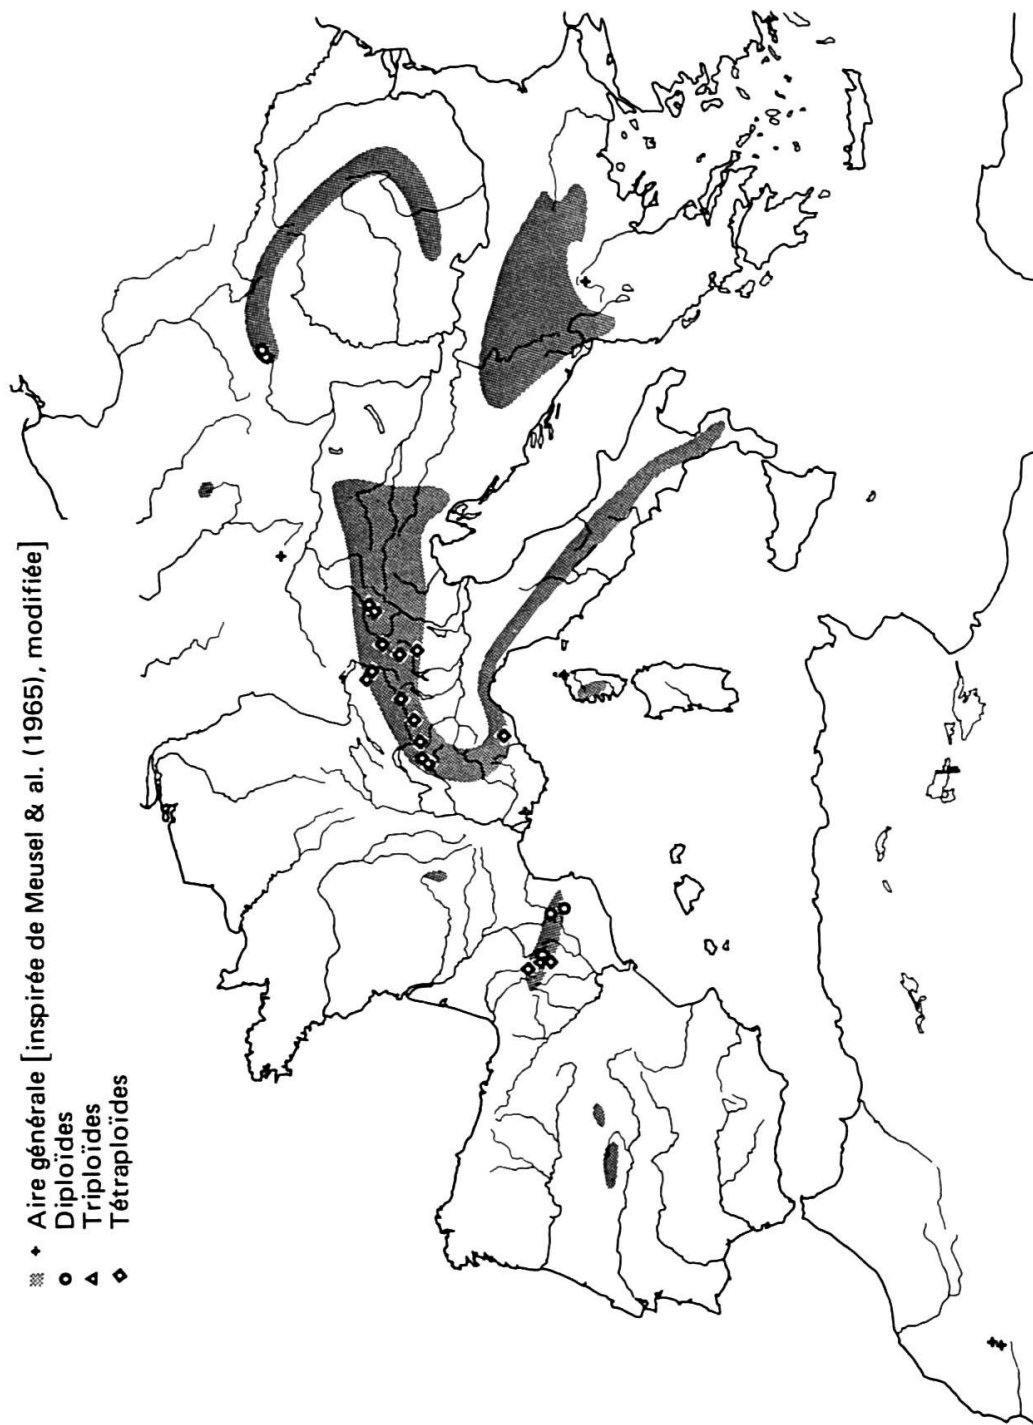 Aire générale [inspirée de Meusel & al. (1965), modifiée]
Diploïdes
Triploïdes
Tétraploïdes